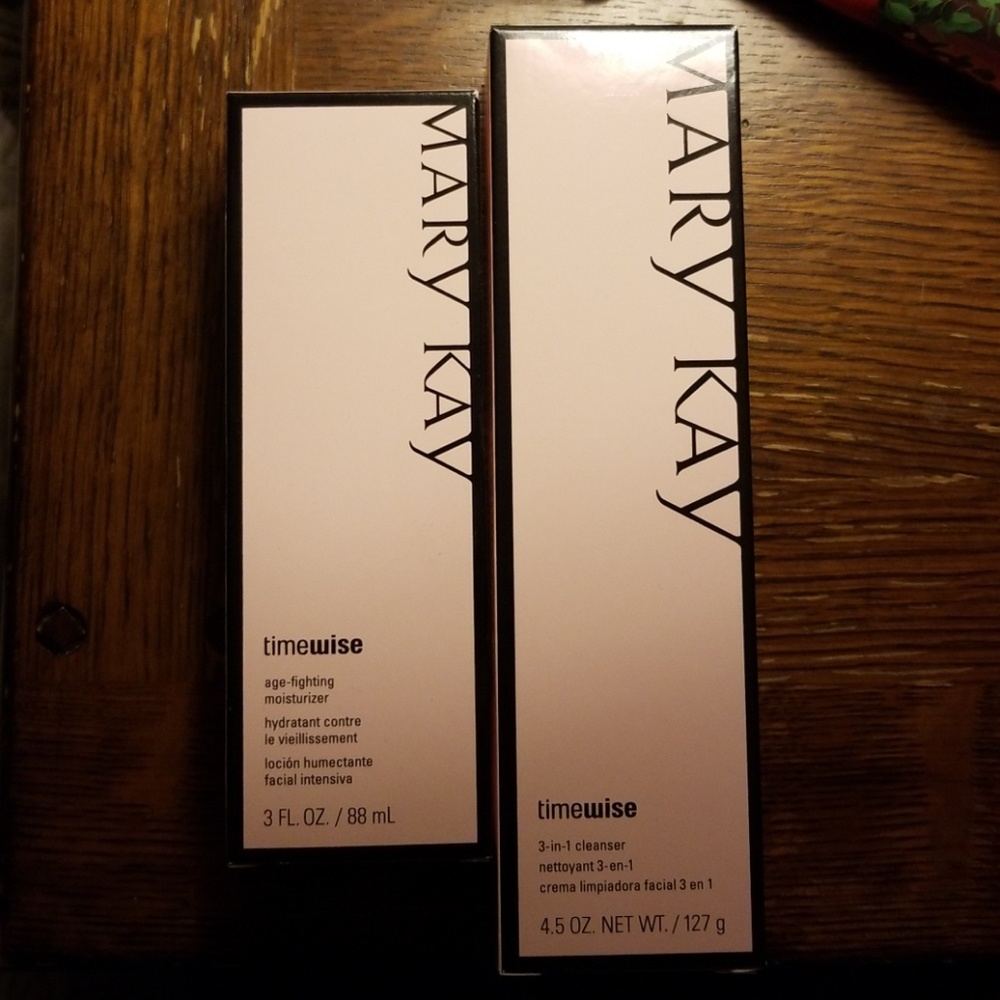 MARY KAY
timewise
age-fighting
moisturizer
hydratant contre
le vieillissement
loción humectante
facial intensiva
3 FL. OZ. / 88 mL
MARY KAY
timewise
3-in-1 cleanser
nettoyant 3-en-1
crema limpiadora facial 3 en 1
4.5 OZ. NET WT. / 127 g